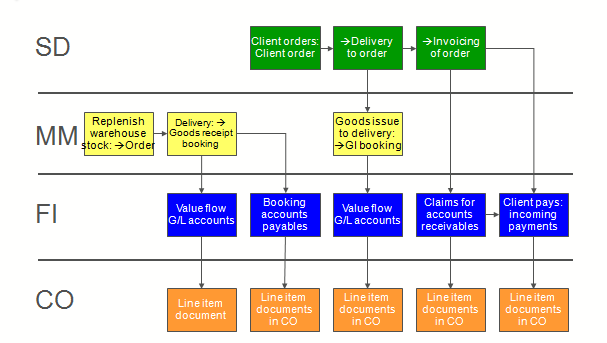 SD
Client orders:
Client order
→Delivery
to order
→Invoicing
of order
MM
Replenish
warehouse
stock: →Order
Delivery: →
Goods receipt
booking
Goods issue
to delivery:
→GI booking
FI
Value flow
G/L accounts
Booking
accounts
payables
Value flow
G/L accounts
Claims for
accounts
receivables
Client pays:
incoming
payments
CO
Line item
document
Line item
documents
in CO
Line item
documents
in CO
Line item
documents
in CO
Line item
documents
in CO